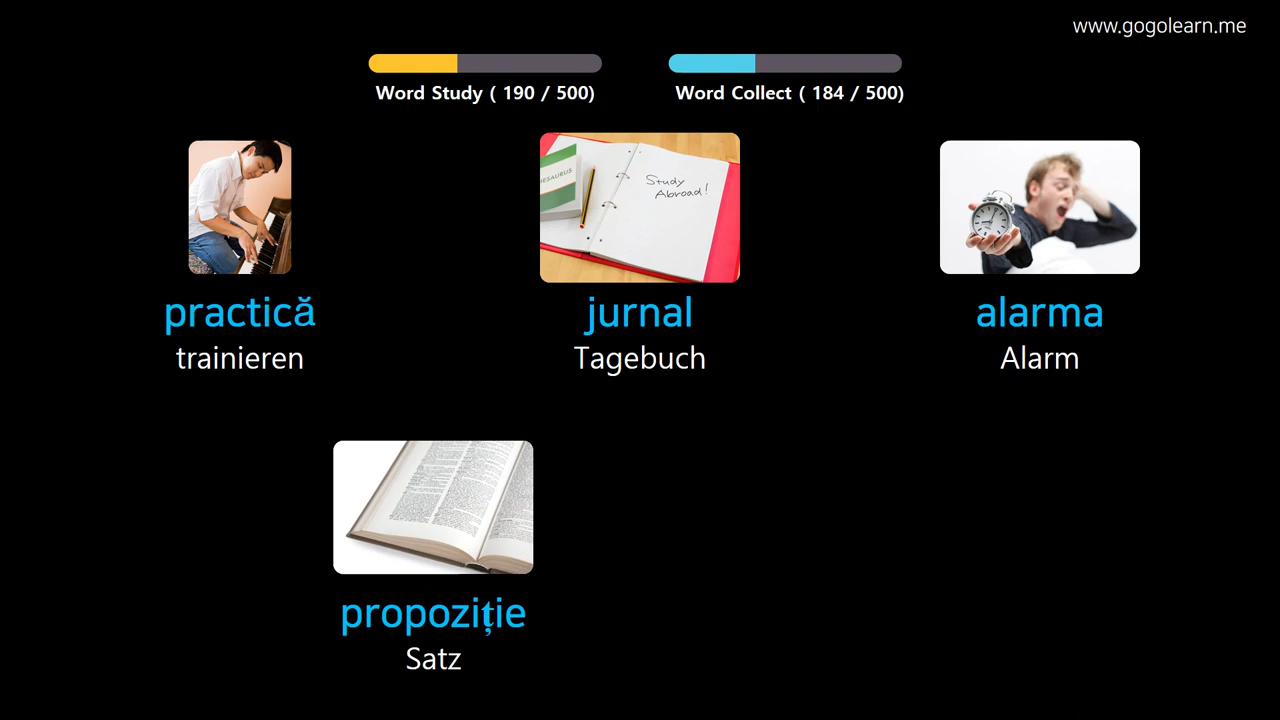 www.gogolearn.me
Word Study ( 190 / 500)
Word Collect ( 184 / 500)
HESAURUS
Study
Abroad!
practică
trainieren
jurnal
Tagebuch
alarma
Alarm
propoziție
Satz